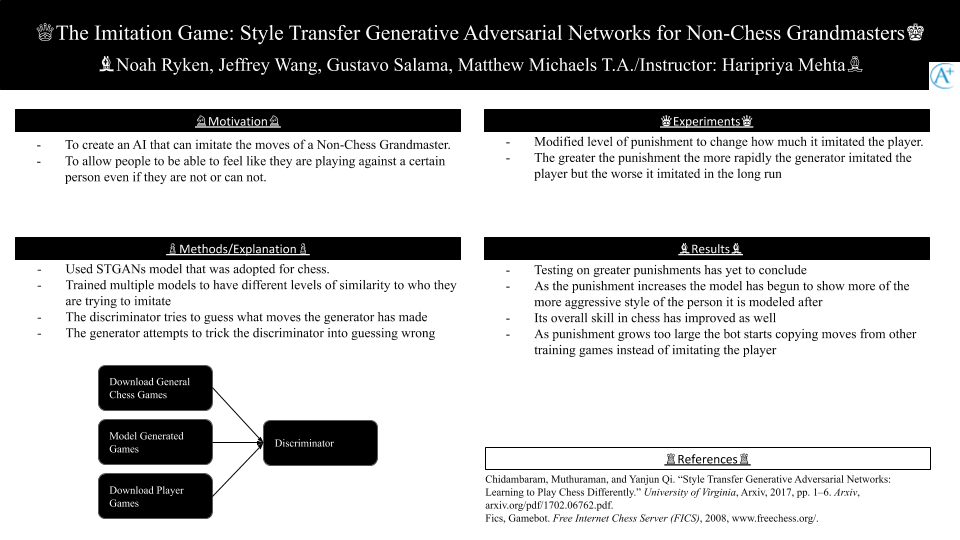 ♕The Imitation Game: Style Transfer Generative Adversarial Networks for Non-Chess Grandmasters♚
♝Noah Ryken, Jeffrey Wang, Gustavo Salama, Matthew Michaels T.A./Instructor: Haripriya Mehta♗
A+
♘Motivation♘
- To create an AI that can imitate the moves of a Non-Chess Grandmaster.
- To allow people to be able to feel like they are playing against a certain
person even if they are not or can not.
♙Methods/Explanation♙
- Used STGANs model that was adopted for chess.
- Trained multiple models to have different levels of similarity to who they
are trying to imitate
- The discriminator tries to guess what moves the generator has made
- The generator attempts to trick the discriminator into guessing wrong
Download General
Chess Games
Model Generated
Games
Download Player
Games
Discriminator
♛Experiments♛
- Modified level of punishment to change how much it imitated the player.
- The greater the punishment the more rapidly the generator imitated the
player but the worse it imitated in the long run
♝Results♝
- Testing on greater punishments has yet to conclude
- As the punishment increases the model has begun to show more of the
more aggressive style of the person it is modeled after
- Its overall skill in chess has improved as well
- As punishment grows too large the bot starts copying moves from other
training games instead of imitating the player
♖References♖
Chidambaram, Muthuraman, and Yanjun Qi. “Style Transfer Generative Adversarial Networks:
Learning to Play Chess Differently.” University of Virginia, Arxiv, 2017, pp. 1–6. Arxiv,
arxiv.org/pdf/1702.06762.pdf.
Fics, Gamebot. Free Internet Chess Server (FICS), 2008, www.freechess.org/.